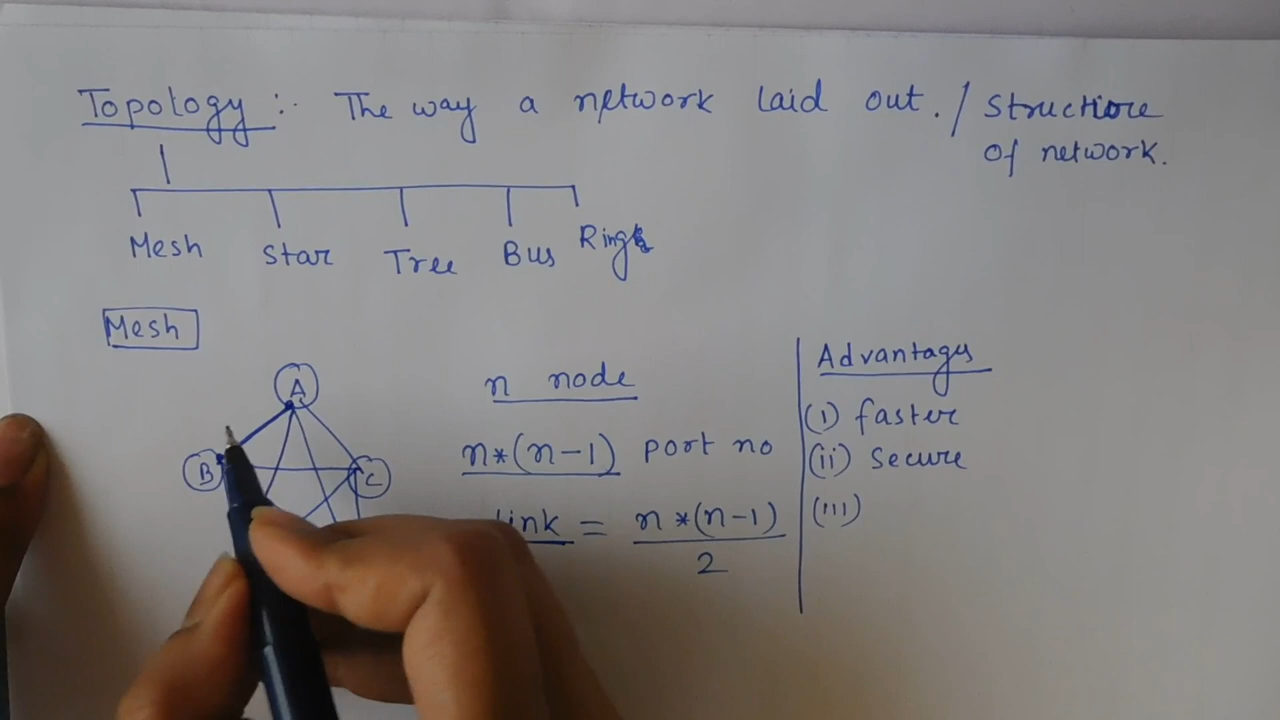 Topology :- The way a network laid out. / Structure
of network.
Mesh Star Tree Bus Ring
Mesh
A
B
C
n node
n*(n-1) port no
link = n*(n-1)
2
Advantages
(i) faster
(ii) Secure
(iii)